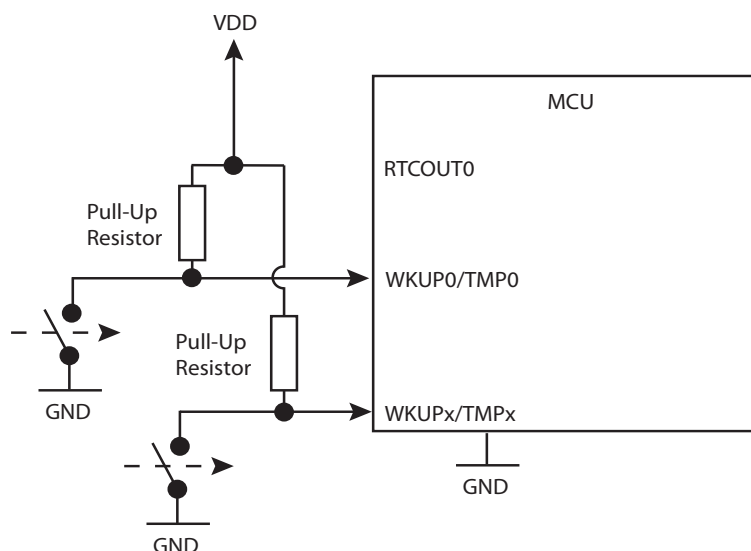 VDD
MCU
RTCOUT0
Pull-Up
Resistor
WKUP0/TMP0
Pull-Up
Resistor
GND
WKUPx/TMPx
GND
GND